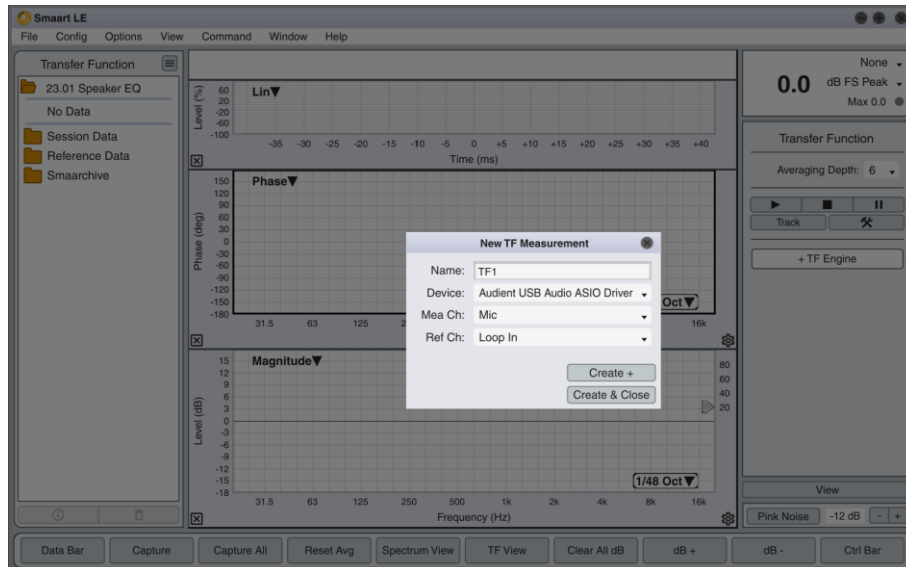 Smaart LE
File Config Options View Command Window Help
Transfer Function
23.01 Speaker EQ
No Data
Session Data
Reference Data
Smaarchive
Level (%)
60
20
-20
-60
-100
Lin▼
-35 -30 -25 -20 -15 -10 -5 0 +5 +10 +15 +20 +25 +30 +35 +40
Time (ms)
Phase (deg)
150
120
90
60
30
0
-30
-60
-90
-120
-150
-180
Phase▼
Oct▼
31.5 63 125 2 16k
New TF Measurement
Name: TF1
Device: Audient USB Audio ASIO Driver
Mea Ch: Mic
Ref Ch: Loop In
Create +
Create & Close
Level (dB)
15
12
9
6
3
0
-3
-6
-9
-12
-15
-18
Magnitude▼
80
60
40
20
1/48 Oct▼
31.5 63 125 250 500 1k 2k 4k 8k 16k
Frequency (Hz)
None
0.0 dB FS Peak
Max 0.0
Transfer Function
Averaging Depth: 6
Track
+ TF Engine
View
Pink Noise -12 dB - +
Data Bar Capture Capture All Reset Avg Spectrum View TF View Clear All dB dB + dB - Ctrl Bar